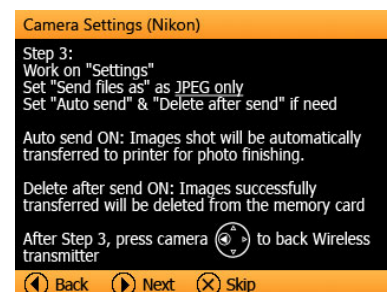 Camera Settings (Nikon)
Step 3:
Work on "Settings"
Set "Send files as" as JPEG only
Set "Auto send" & "Delete after send" if need
Auto send ON: Images shot will be automatically
transferred to printer for photo finishing.
Delete after send ON: Images successfully
transferred will be deleted from the memory card
After Step 3, press camera to back Wireless
transmitter
Back Next Skip